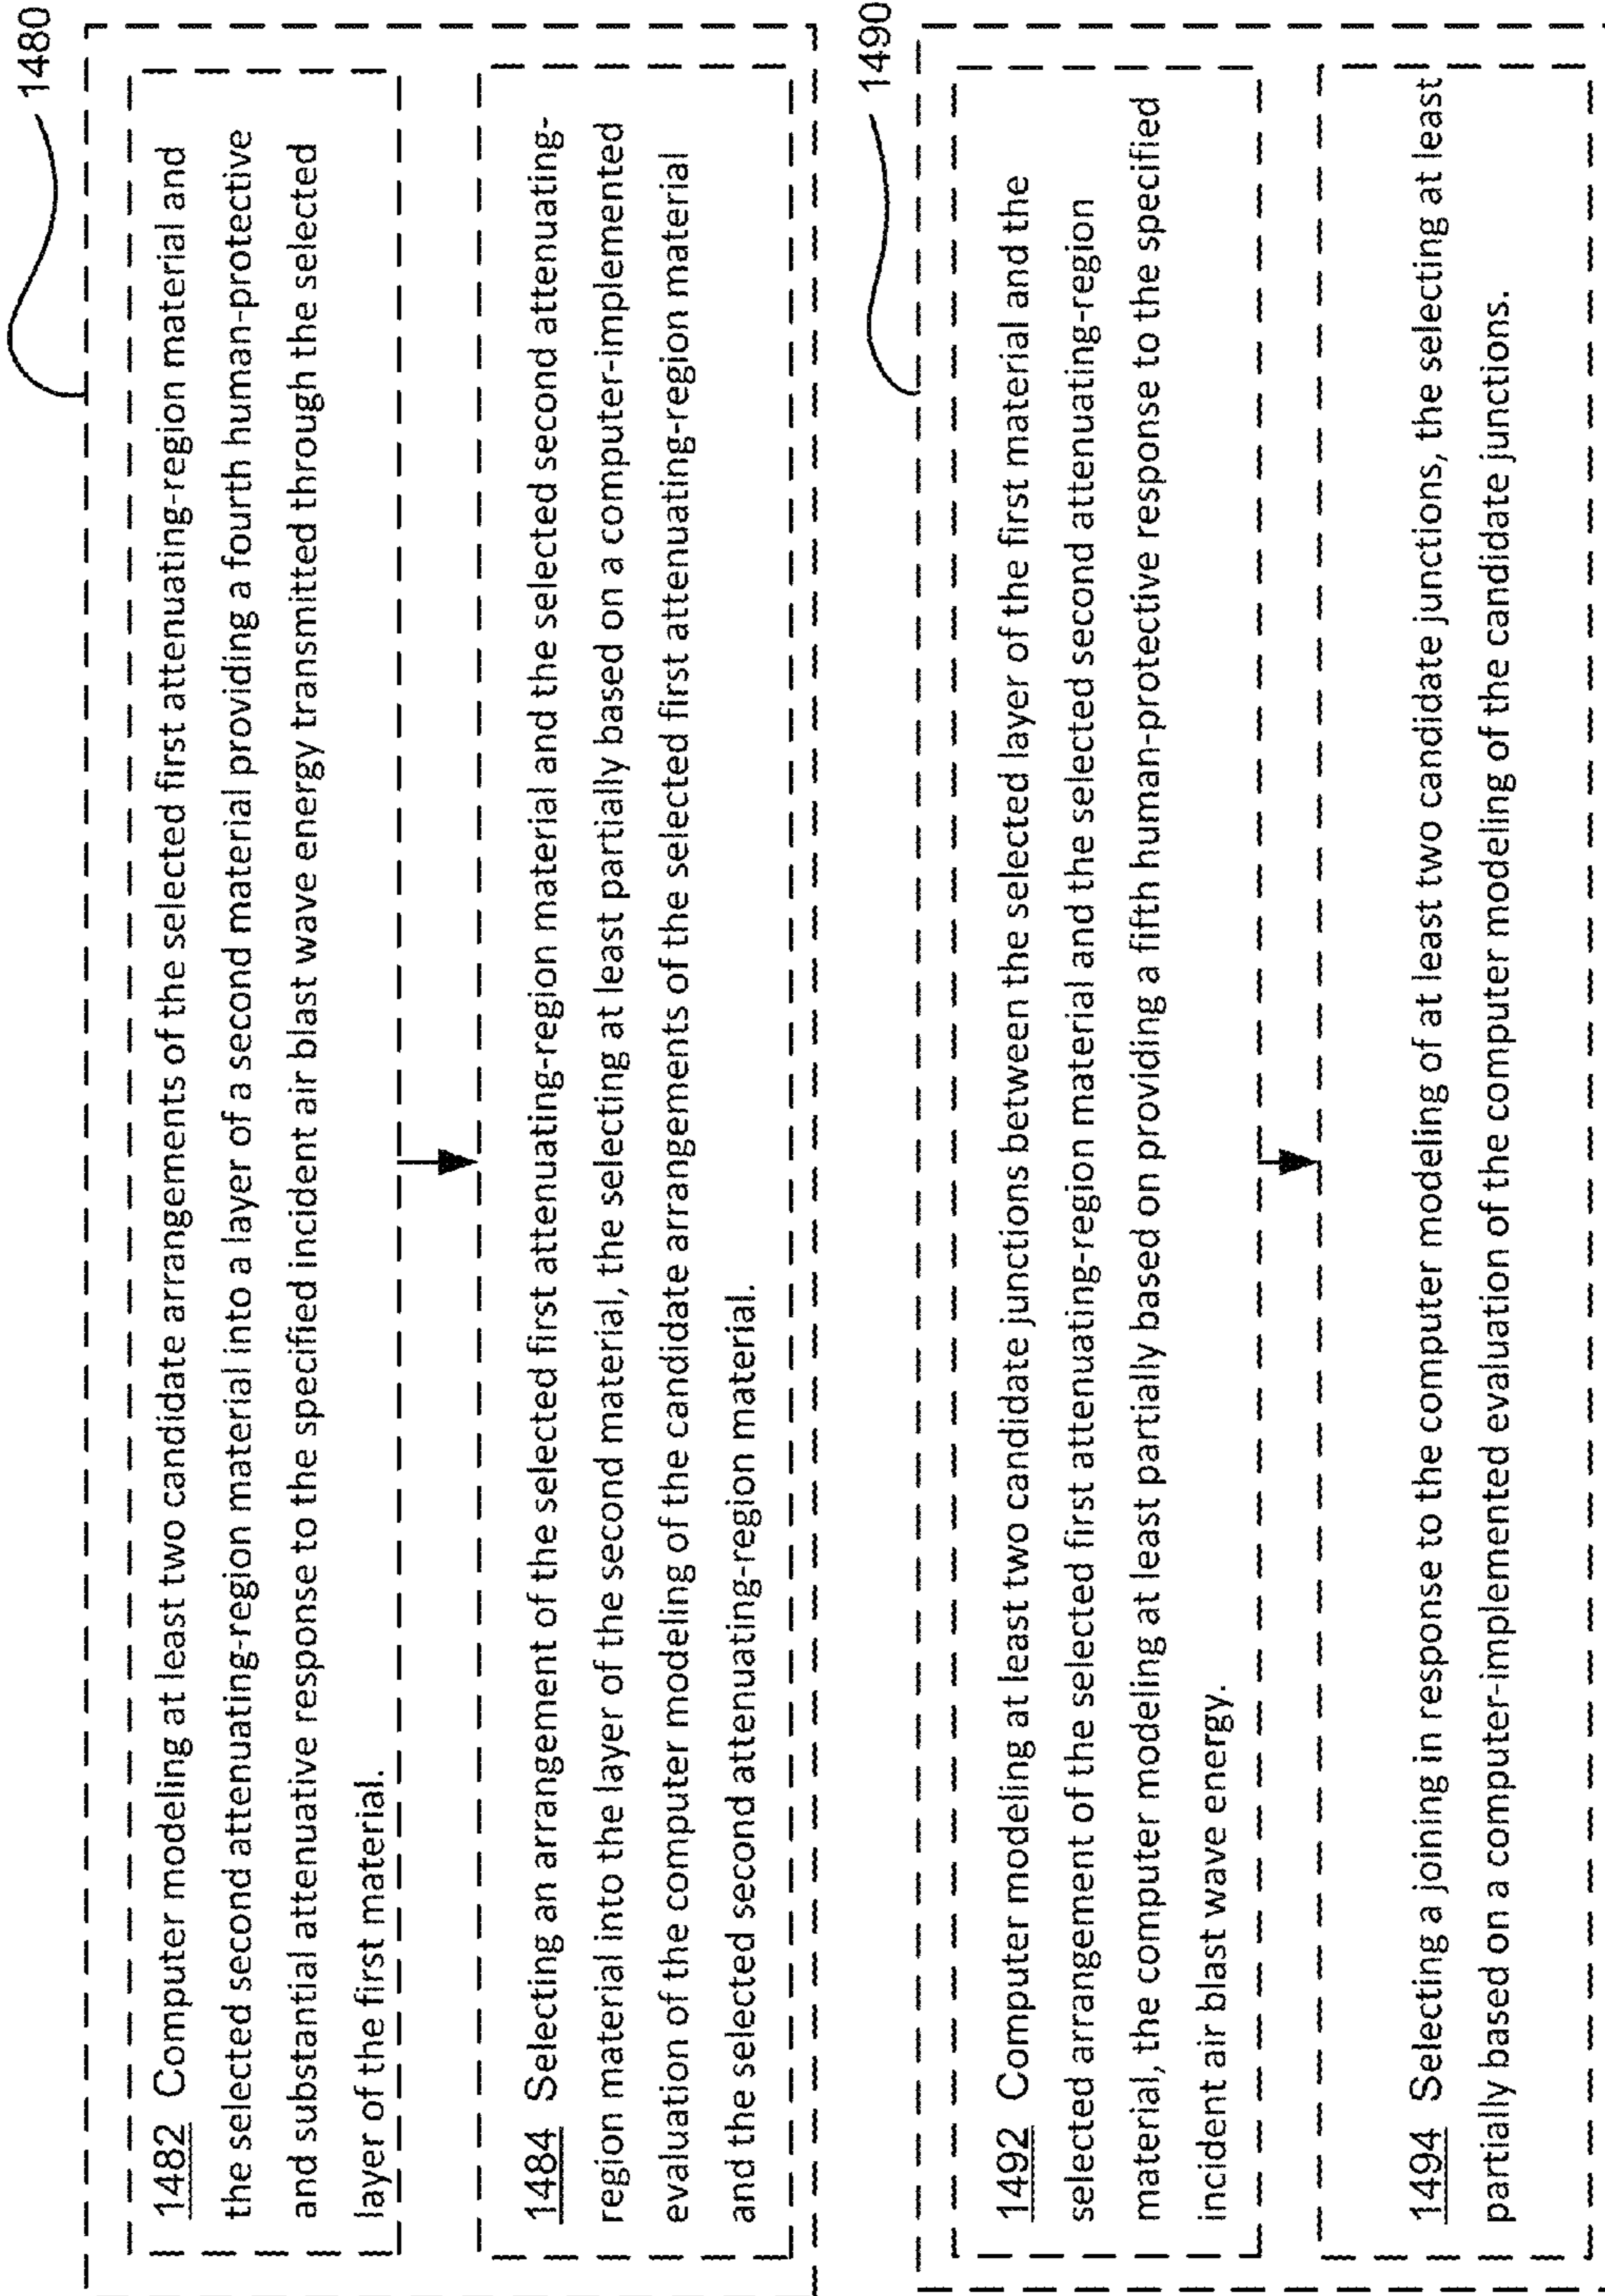 1480
1482 Computer modeling at least two candidate arrangements of the selected first attenuating-region material and
the selected second attenuating-region material into a layer of a second material providing a fourth human-protective
and substantial attenuative response to the specified incident air blast wave energy transmitted through the selected
layer of the first material.
1484 Selecting an arrangement of the selected first attenuating-region material and the selected second attenuating-
region material into the layer of the second material, the selecting at least partially based on a computer-implemented
evaluation of the computer modeling of the candidate arrangements of the selected first attenuating-region material
and the selected second attenuating-region material.
1490
1492 Computer modeling at least two candidate junctions between the selected layer of the first material and the
selected arrangement of the selected first attenuating-region material and the selected second attenuating-region
material, the computer modeling at least partially based on providing a fifth human-protective response to the specified
incident air blast wave energy.
1494 Selecting a joining in response to the computer modeling of at least two candidate junctions, the selecting at least
partially based on a computer-implemented evaluation of the computer modeling of the candidate junctions.